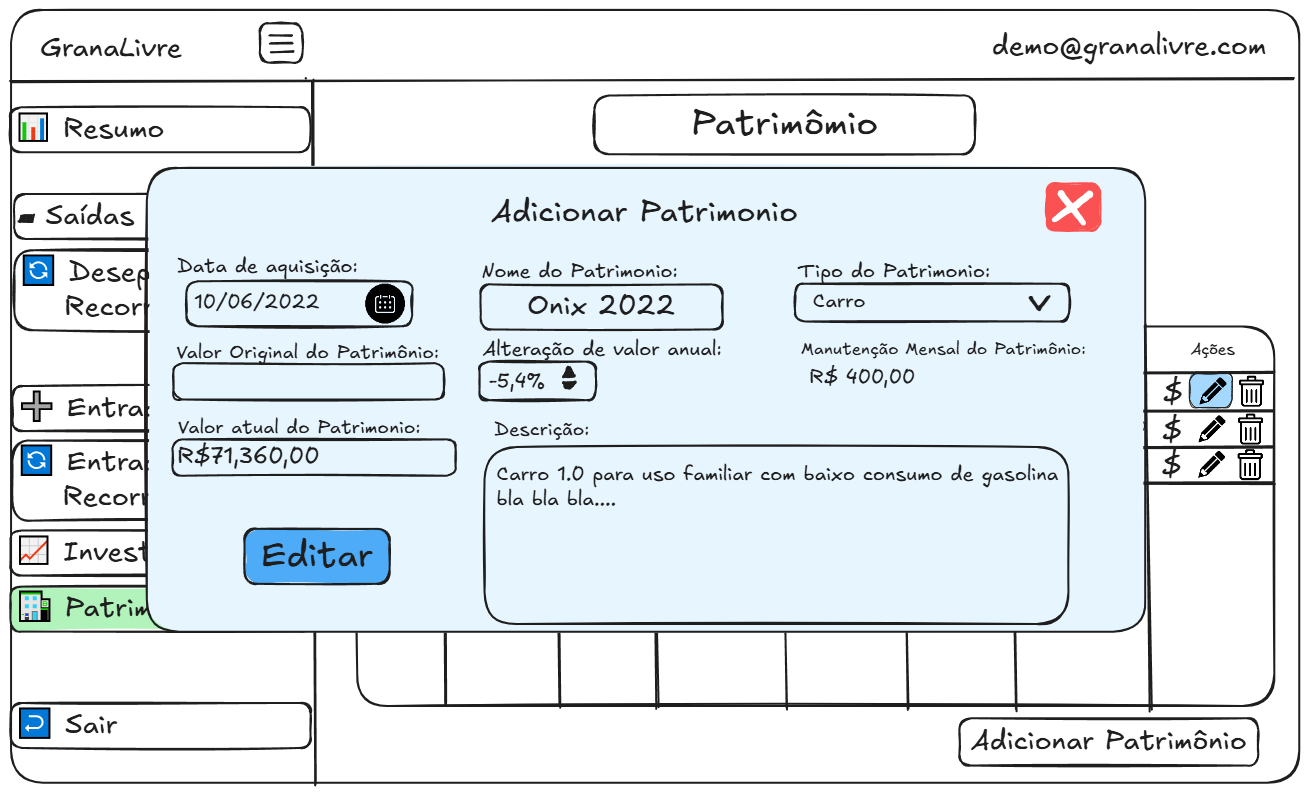 GranaLivre
demo@granalivre.com
Resumo
Patrimômio
Saídas
Adicionar Patrimonio
Desep
Recorr
Data de aquisição:
10/06/2022
Nome do Patrimonio:
Onix 2022
Tipo do Patrimonio:
Carro
Valor Original do Patrimônio:
Alteração de valor anual:
-5,4%
Manutenção Mensal do Patrimônio:
R$ 400,00
Ações
$
$
$
Entra
Valor atual do Patrimonio:
R$71,360,00
Descrição:
Carro 1.0 para uso familiar com baixo consumo de gasolina
bla bla bla....
Entra
Recorr
Invest
Editar
Patrim
Sair
Adicionar Patrimônio